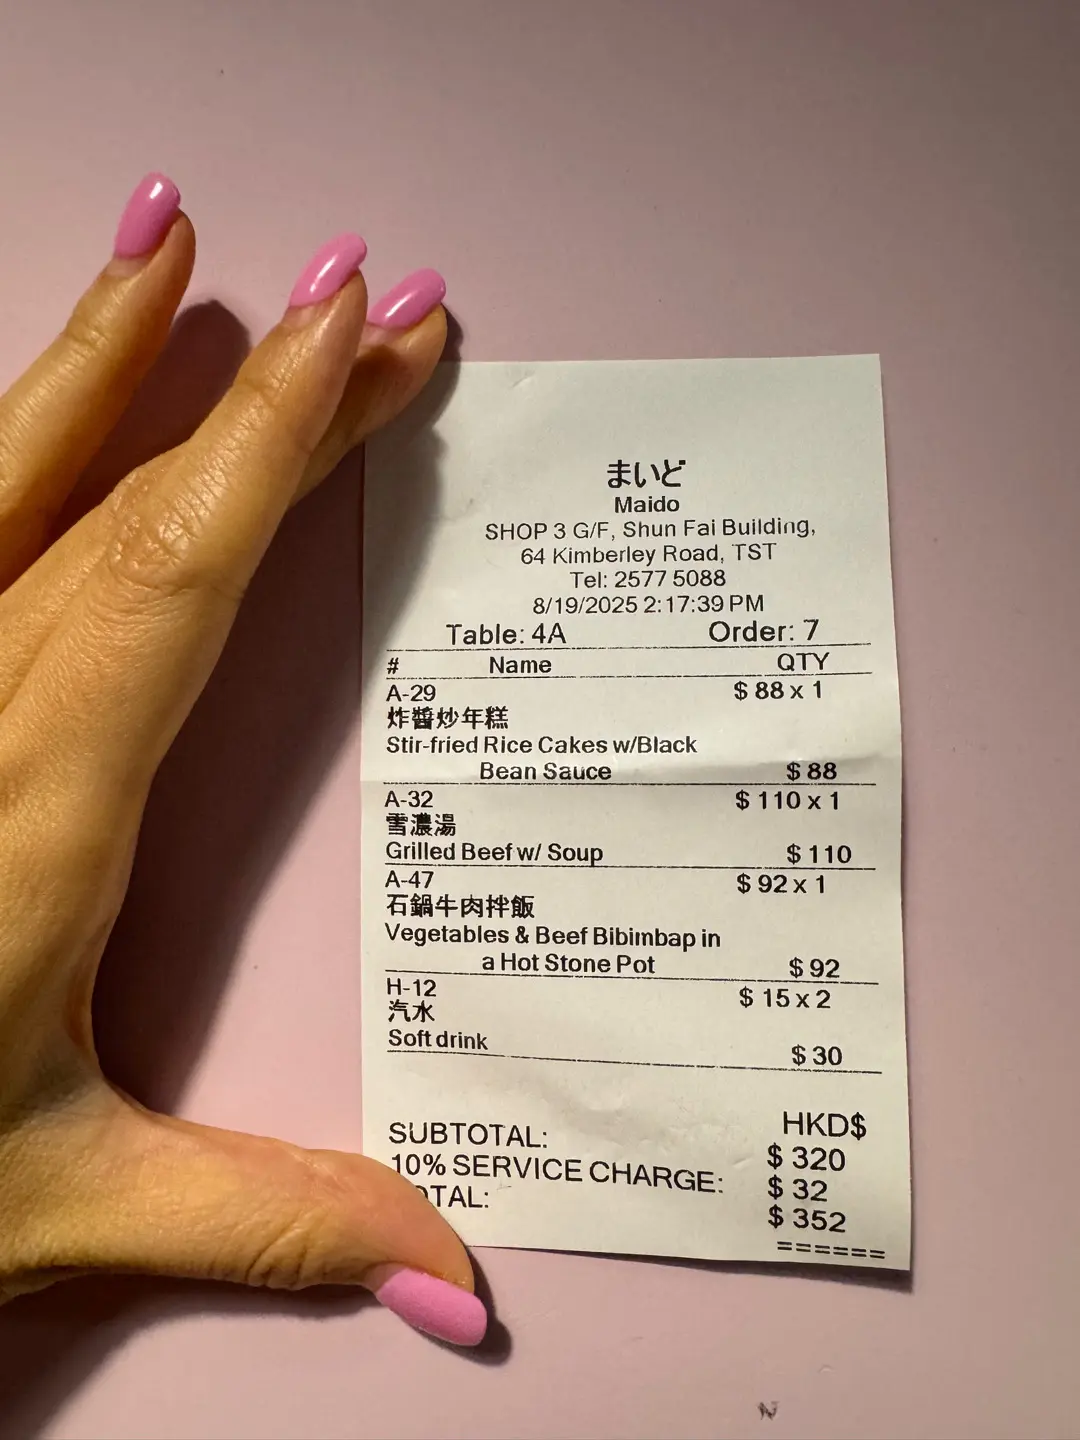 まいど
Maido
SHOP 3 G/F, Shun Fai Building,
64 Kimberley Road, TST
Tel: 2577 5088
8/19/2025 2:17:39 PM
Table: 4A Order: 7
# Name QTY
A-29 $ 88 x 1
炸醬炒年糕
Stir-fried Rice Cakes w/Black
Bean Sauce $ 88
A-32 $ 110 x 1
雪濃湯
Grilled Beef w/ Soup $ 110
A-47 $ 92 x 1
石鍋牛肉拌飯
Vegetables & Beef Bibimbap in
a Hot Stone Pot $ 92
H-12 $ 15 x 2
汽水
Soft drink $ 30
HKD$
SUBTOTAL: $ 320
10% SERVICE CHARGE: $ 32
OTAL: $ 352
======
N